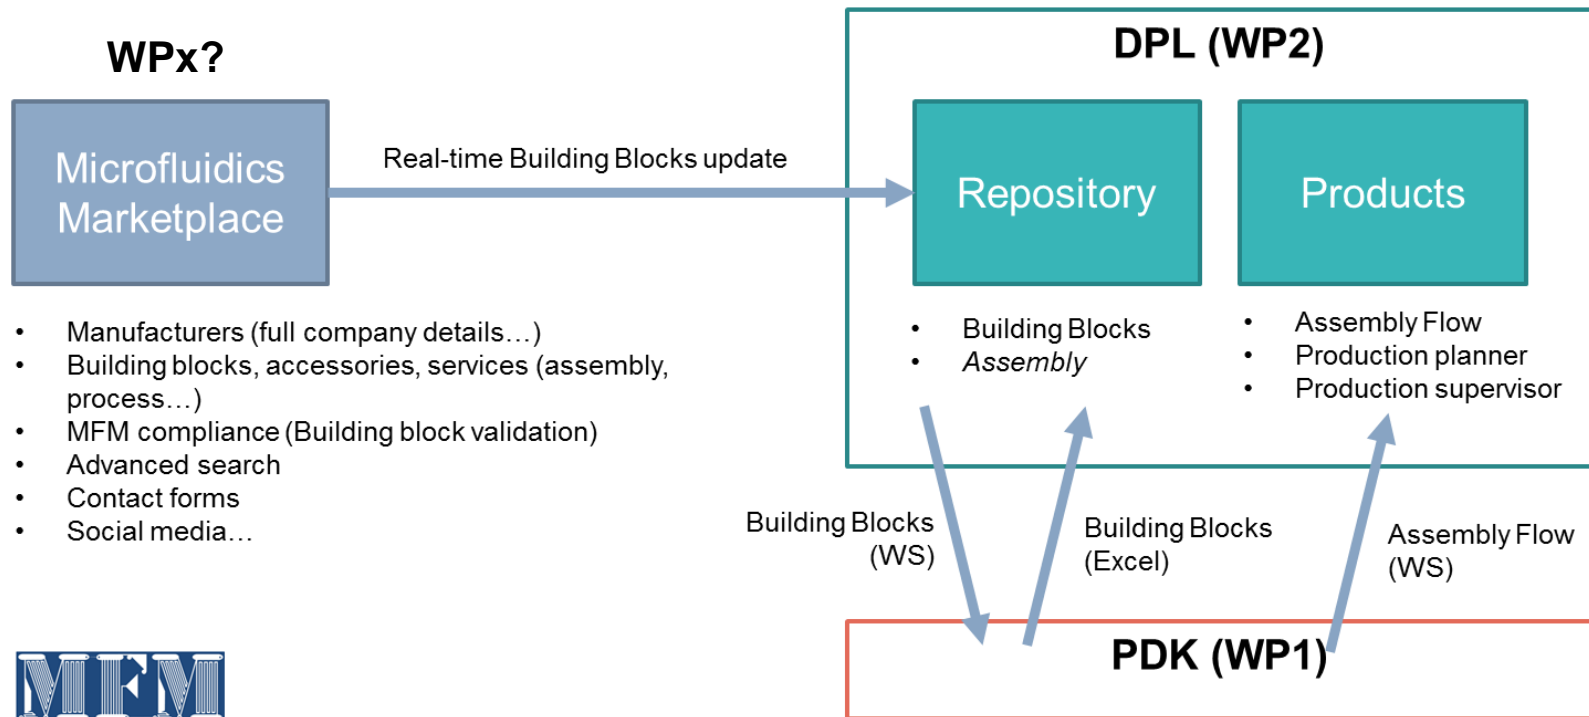 WPx?
Microfluidics
Marketplace
Real-time Building Blocks update
DPL (WP2)
Repository
Products
• Manufacturers (full company details…)
• Building blocks, accessories, services (assembly,
process…)
• MFM compliance (Building block validation)
• Advanced search
• Contact forms
• Social media…
• Building Blocks
• Assembly
• Assembly Flow
• Production planner
• Production supervisor
Building Blocks
(WS)
Building Blocks
(Excel)
Assembly Flow
(WS)
PDK (WP1)
MFM